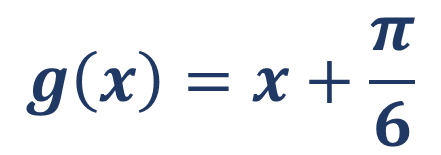 g(x) = x + π/6